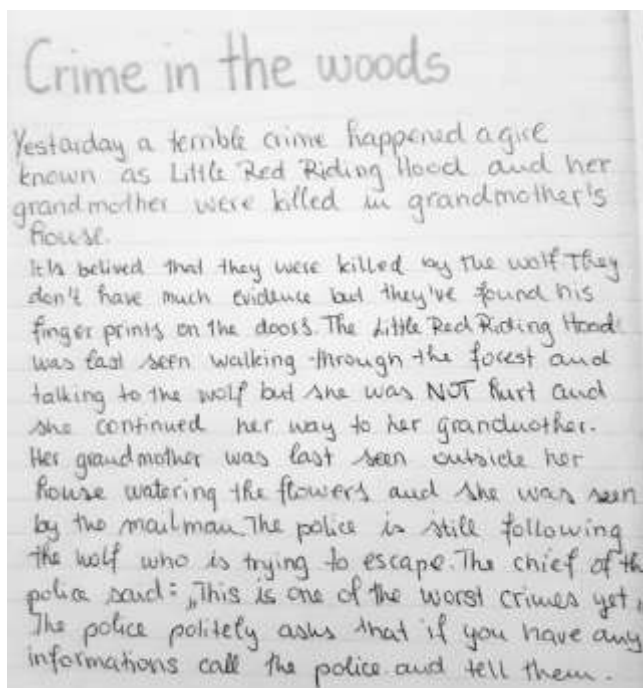 Crime in the woods
Yestarday a terrible crime happened a girl
known as Little Red Riding Hood and her
grandmother were killed in grandmother's
house.
It is belived that they were killed by the wolf They
don't have much evidence but they've found his
finger prints on the doors. The Little Red Riding Hood
was last seen walking through the forest and
talking to the wolf but she was NOT hurt and
she continued her way to her grandmother.
Her grandmother was last seen outside her
house watering the flowers and she was seen
by the mailman. The police is still following
the wolf who is trying to escape. The chief of th
police said: „This is one of the worst crimes yet.
The police politely asks that if you have any
informations call the police and tell them.